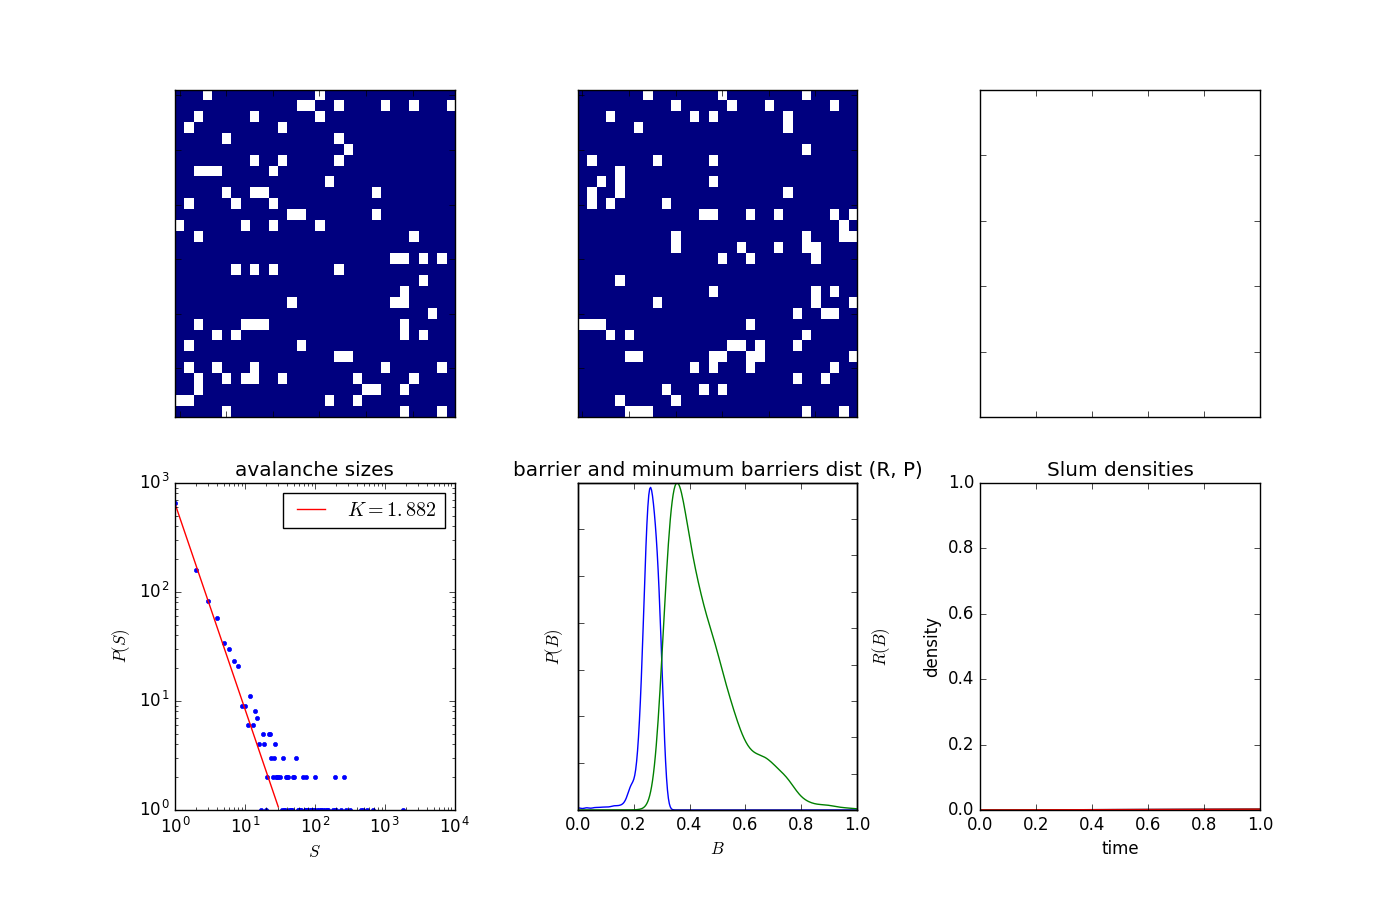 avalanche sizes
barrier and minumum barriers dist (R, P)
Slum densities
K = 1.882
10^3
10^2
10^1
10^0
P(S)
10^0 10^1 10^2 10^3 10^4
S
P(B)
R(B)
0.0 0.2 0.4 0.6 0.8 1.0
B
1.0
0.8
0.6
0.4
0.2
0.0
density
0.0 0.2 0.4 0.6 0.8 1.0
time